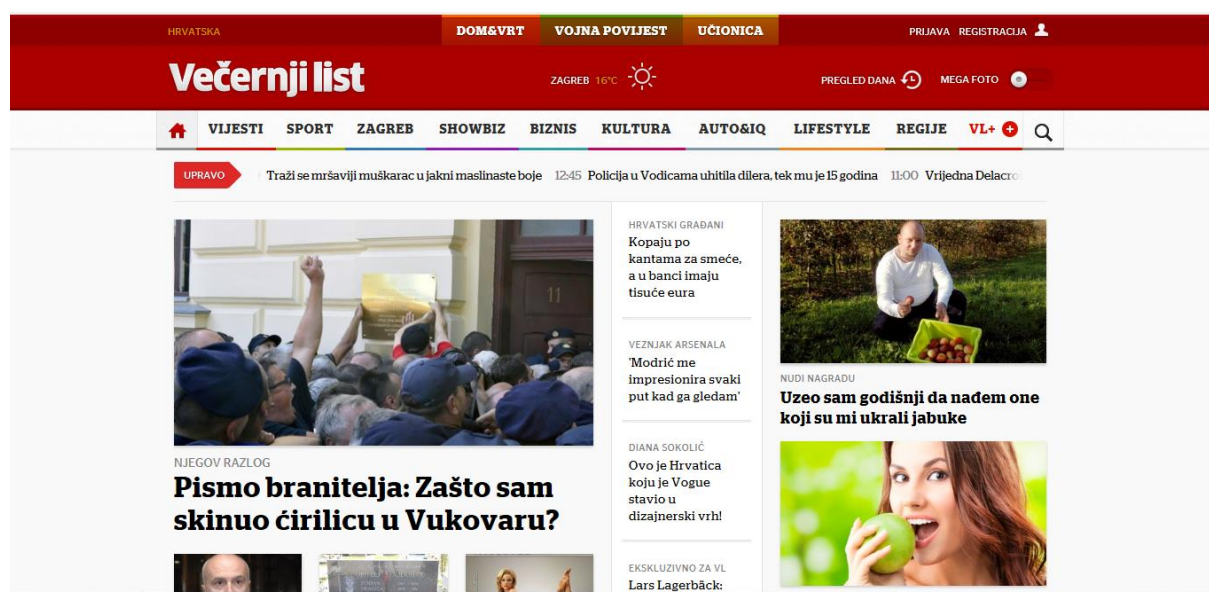 HRVATSKA
DOM&VRT VOJNA POVIJEST UČIONICA
PRIJAVA REGISTRACIJA
Večernji list
ZAGREB 16°C
PREGLED DANA MEGA FOTO
VIJESTI SPORT ZAGREB SHOWBIZ BIZNIS KULTURA AUTO&IQ LIFESTYLE REGIJE VL+
UPRAVO Traži se mršaviji muškarac u jakni maslinaste boje 12:45 Policija u Vodicama uhitila dilera, tek mu je 15 godina 11:00 Vrijedna
11
NJEGOV RAZLOG
Pismo branitelja: Zašto sam
skinuo ćirilicu u Vukovaru?
HRVATSKI GRAĐANI
Kopaju po
kantama za smeće,
a u banci imaju
tisuće eura
VEZNJAK ARSENALA
'Modrić me
impresionira svaki
put kad ga gledam'
DIANA SOKOLIĆ
Ovo je Hrvatica
koju je Vogue
stavio u
dizajnerski vrh!
EKSKLUZIVNO ZA VL
Lars Lagerbäck:
NUDI NAGRADU
Uzeo sam godišnji da nađem one
koji su mi ukrali jabuke